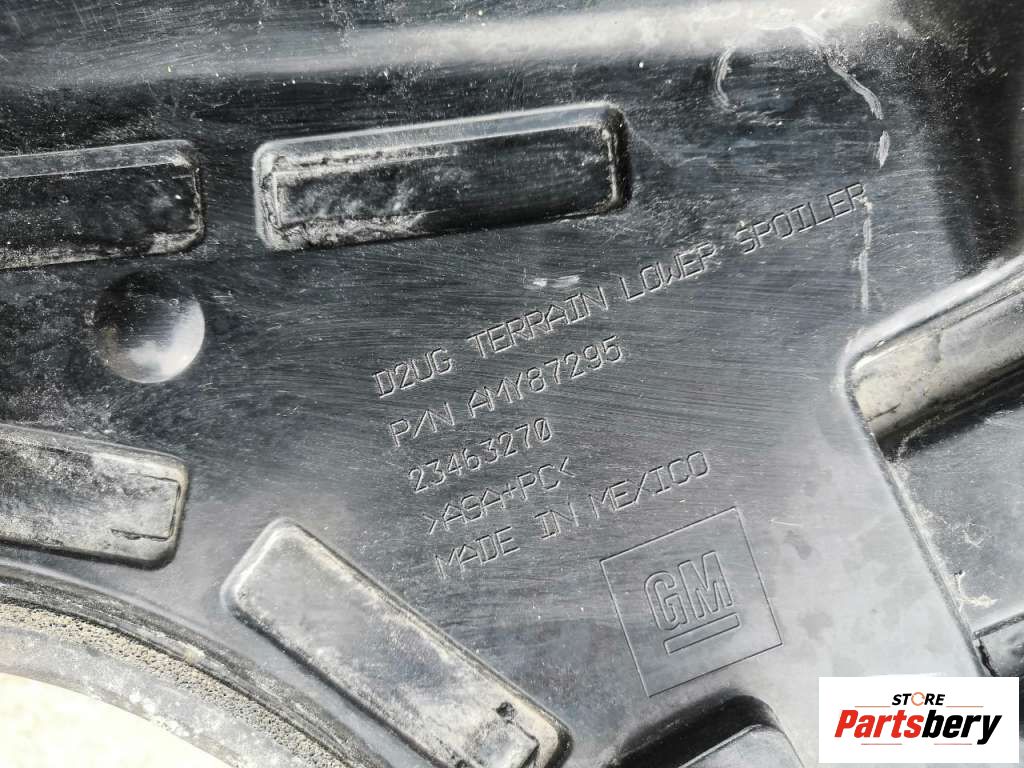 D2UG TERRAIN LOWER SPOILER
P/N AMY87295
23463270
>ASA+PC<
MADE IN MEXICO
GM
STORE
Partsbery